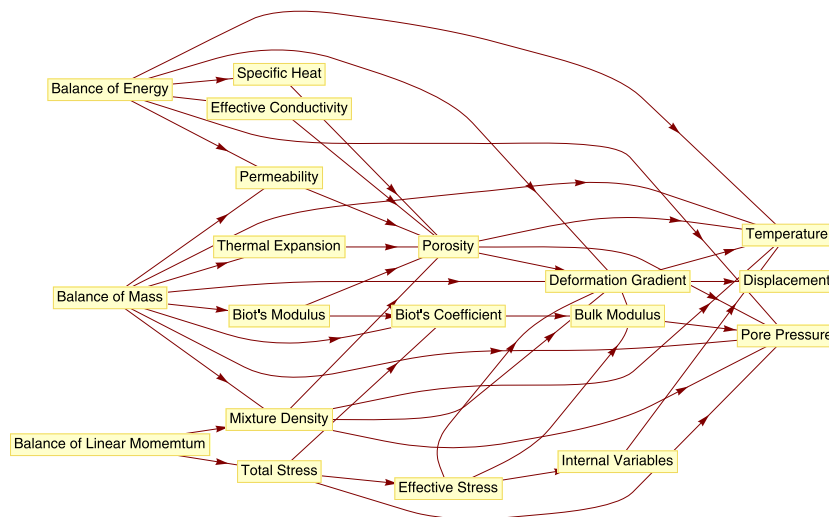 Specific Heat
Balance of Energy
Effective Conductivity
Permeability
Temperature
Thermal Expansion
Porosity
Deformation Gradient
Displacement
Balance of Mass
Biot's Modulus
Biot's Coefficient
Bulk Modulus
Pore Pressure
Mixture Density
Balance of Linear Momemtum
Total Stress
Internal Variables
Effective Stress